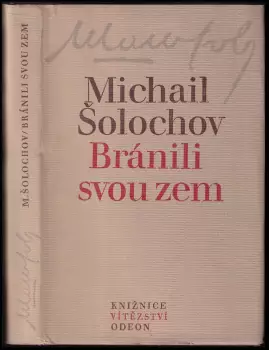 M. ŠOLOCHOV/BRÁNILI SVOU ZEM
Michail
Šolochov
Bránili
svou zem
KNIŽNICE
VÍTĚZSTVÍ
ODEON